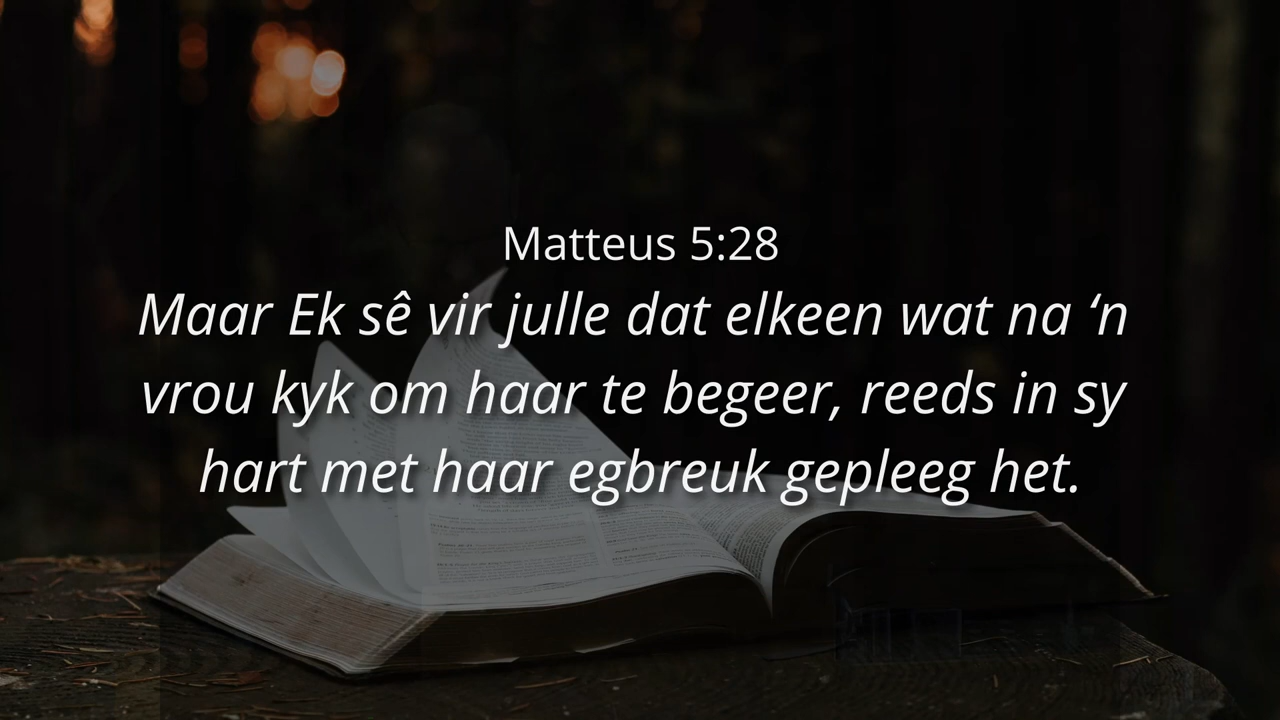 Matteus 5:28
Maar Ek sê vir julle dat elkeen wat na ‘n
vrou kyk om haar te begeer, reeds in sy
hart met haar egbreuk gepleeg het.